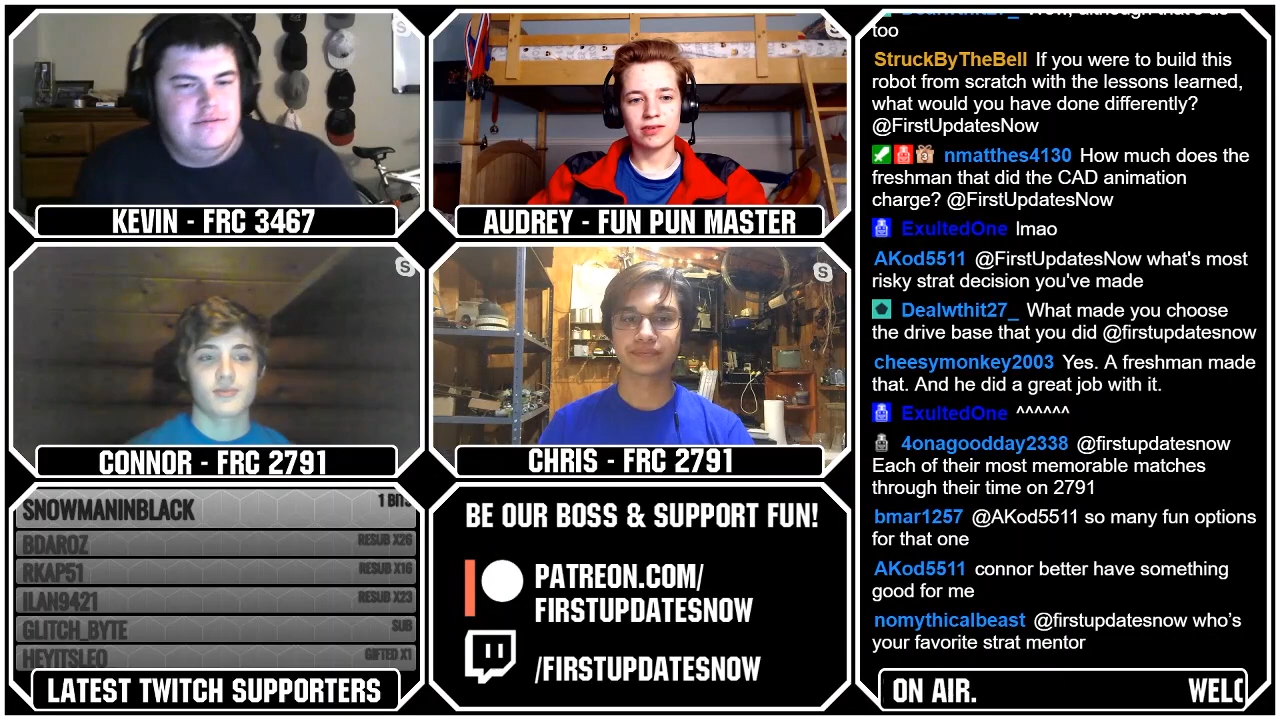 KEVIN - FRC 3467
AUDREY - FUN PUN MASTER
CONNOR - FRC 2791
CHRIS - FRC 2791
SNOWMANINBLACK 1 BITS
BDAROZ RESUB X26
RKAP51 RESUB X16
ILAN9421 RESUB X23
GLITCH_BYTE SUB
HEYITSLEO GIFTED X1
LATEST TWITCH SUPPORTERS
BE OUR BOSS & SUPPORT FUN!
PATREON.COM/
FIRSTUPDATESNOW
/FIRSTUPDATESNOW
too
StruckByTheBell If you were to build this
robot from scratch with the lessons learned,
what would you have done differently?
@FirstUpdatesNow
3 nmatthes4130 How much does the
freshman that did the CAD animation
charge? @FirstUpdatesNow
ExultedOne lmao
AKod5511 @FirstUpdatesNow what's most
risky strat decision you've made
Dealwthit27_ What made you choose
the drive base that you did @firstupdatesnow
cheesymonkey2003 Yes. A freshman made
that. And he did a great job with it.
ExultedOne ^^^^^^
4onagoodday2338 @firstupdatesnow
Each of their most memorable matches
through their time on 2791
bmar1257 @AKod5511 so many fun options
for that one
AKod5511 connor better have something
good for me
nomythicalbeast @firstupdatesnow who's
your favorite strat mentor
ON AIR. WELC